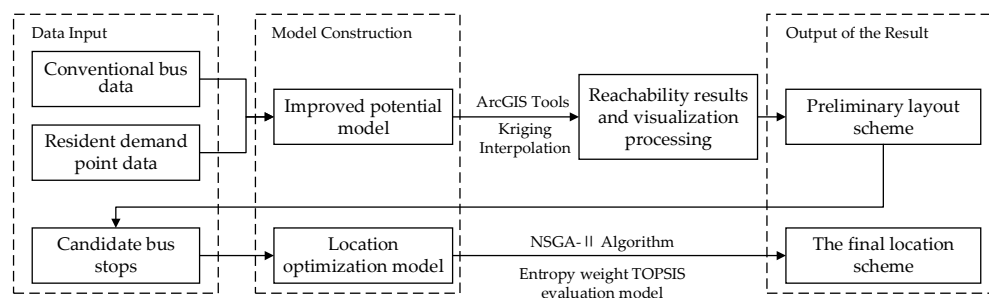 Data Input
Model Construction
Output of the Result
Conventional bus
data
Resident demand
point data
Improved potential
model
ArcGIS Tools
Kriging
Interpolation
Reachability results
and visualization
processing
Preliminary layout
scheme
Candidate bus
stops
Location
optimization model
NSGA-II Algorithm
Entropy weight TOPSIS
evaluation model
The final location
scheme